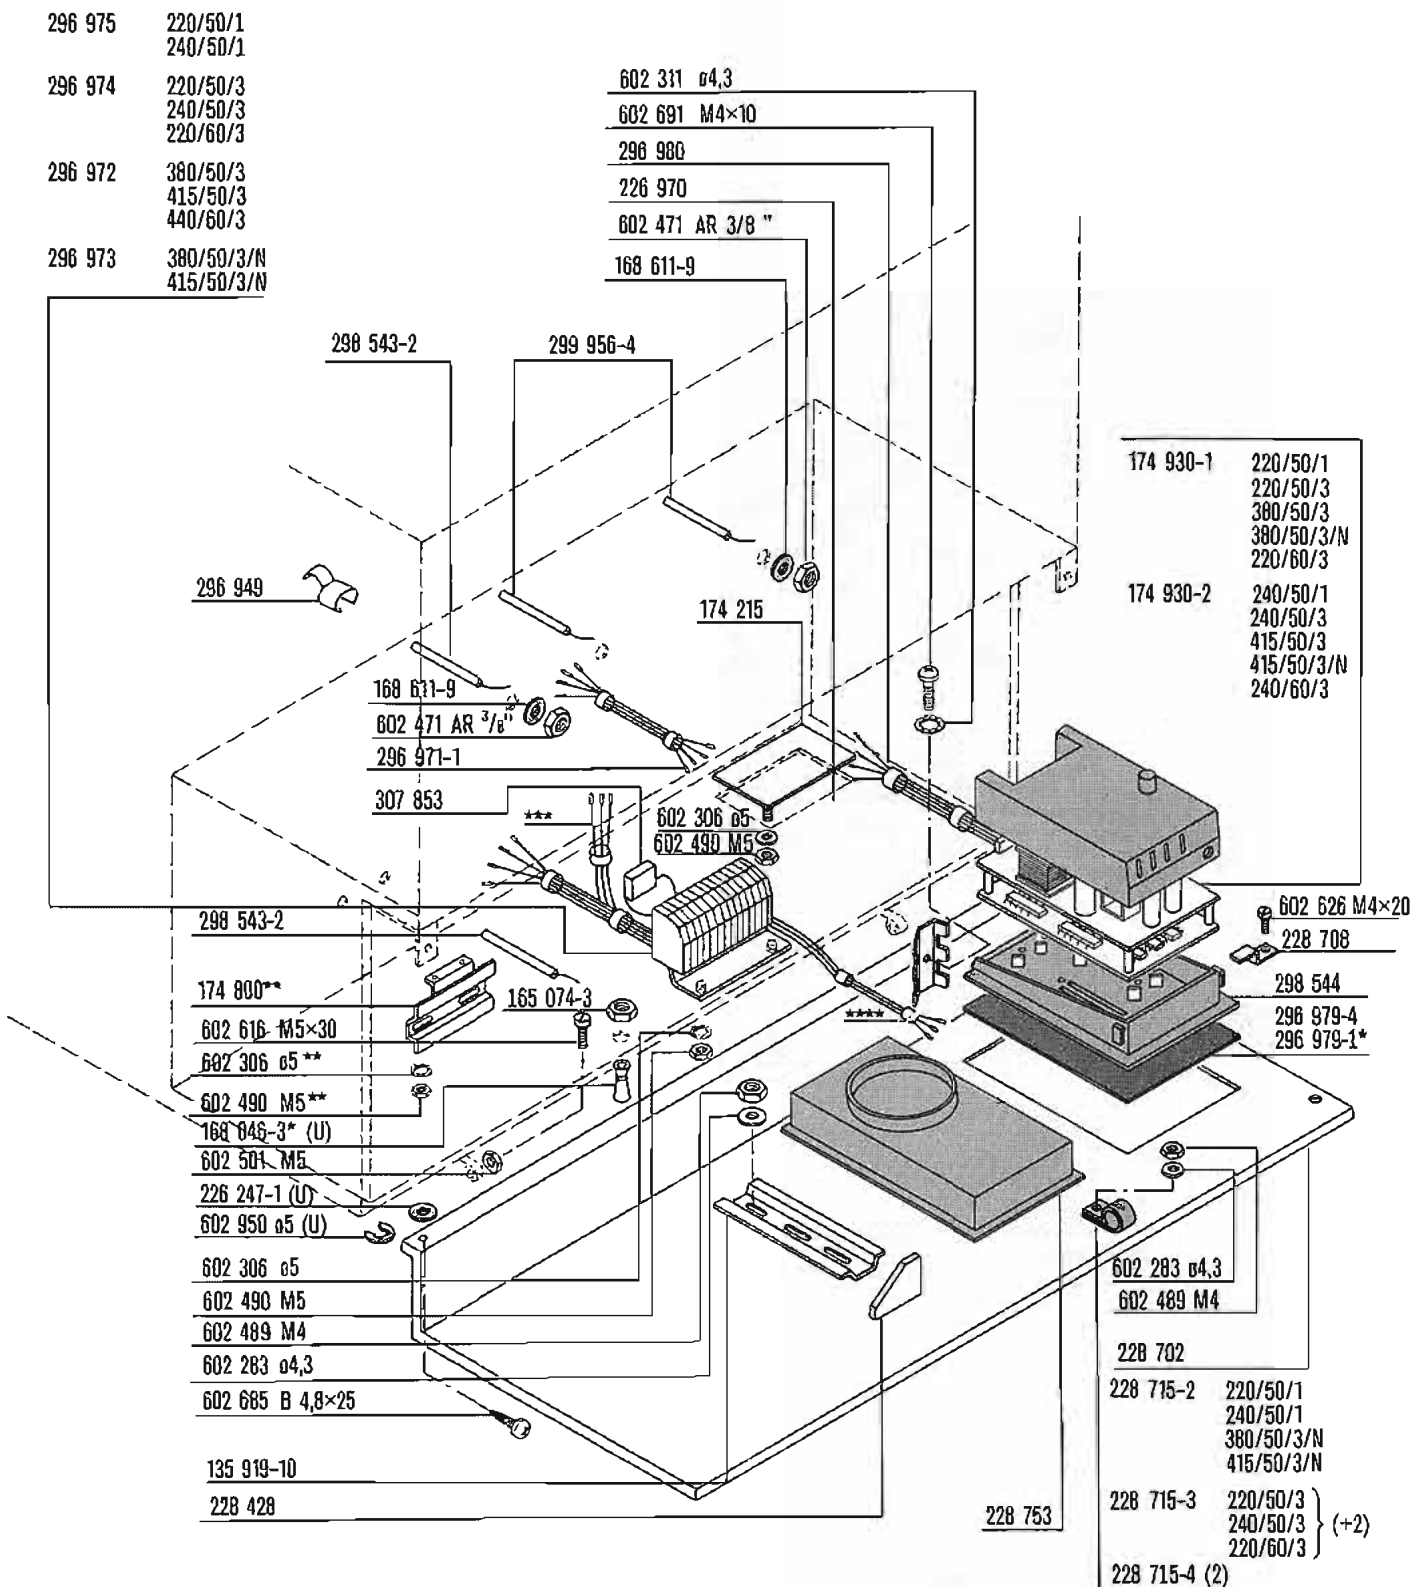 296 975 220/50/1
240/50/1
296 974 220/50/3
240/50/3
220/60/3
296 972 380/50/3
415/50/3
440/60/3
296 973 380/50/3/N
415/50/3/N
602 311 ø4,3
602 691 M4×10
296 980
226 970
602 471 AR 3/8 "
168 611-9
298 543-2
299 956-4
174 930-1 220/50/1
220/50/3
380/50/3
380/50/3/N
220/60/3
174 930-2 240/50/1
240/50/3
415/50/3
415/50/3/N
240/60/3
296 949
174 215
168 611-9
602 471 AR 3/8"
296 971-1
307 853
***
602 306 ø5
602 490 M5
602 626 M4×20
228 708
298 543-2
174 800**
165 074-3
298 544
602 616 M5×30
****
296 979-4
296 979-1*
602 306 ø5**
602 490 M5**
168 046-3* (U)
602 501 M5
226 247-1 (U)
602 950 ø5 (U)
602 306 ø5
602 490 M5
602 489 M4
602 283 ø4,3
602 685 B 4,8×25
135 919-10
228 428
228 753
602 283 ø4,3
602 489 M4
228 702
228 715-2 220/50/1
240/50/1
380/50/3/N
415/50/3/N
228 715-3 220/50/3
240/50/3 (+2)
220/60/3
228 715-4 (2)